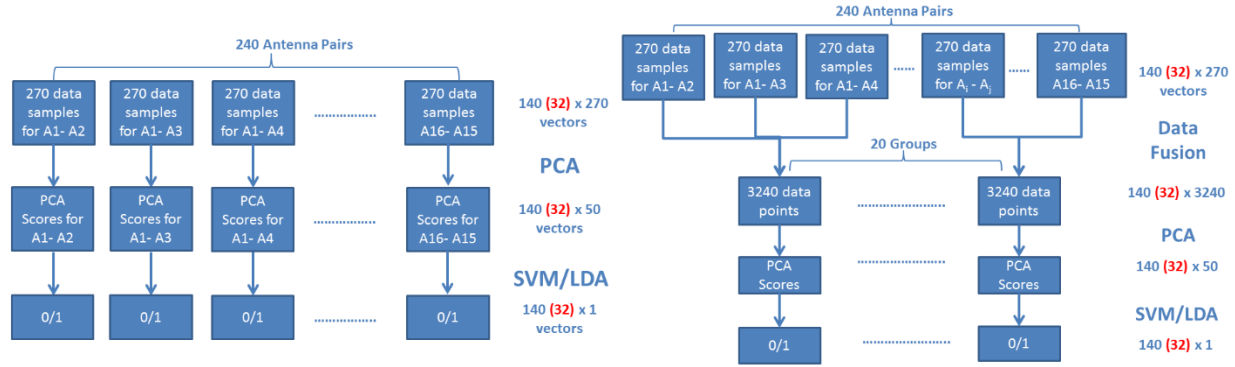 240 Antenna Pairs
270 data
samples
for A1- A2
270 data
samples
for A1- A3
270 data
samples
for A1- A4
................
270 data
samples
A16- A15
140 (32) x 270
vectors
PCA
PCA
Scores for
A1- A2
PCA
Scores for
A1- A3
PCA
Scores for
A1- A4
................
PCA
Scores for
A16- A15
140 (32) x 50
vectors
SVM/LDA
0/1
0/1
0/1
................
0/1
140 (32) x 1
vectors
240 Antenna Pairs
270 data
samples
for A1- A2
270 data
samples
for A1- A3
270 data
samples
for A1- A4
......
270 data
samples
for Ai - Aj
......
270 data
samples
A16- A15
140 (32) x 270
vectors
Data
Fusion
20 Groups
3240 data
points
......................
3240 data
points
140 (32) x 3240
PCA
PCA
Scores
......................
PCA
Scores
140 (32) x 50
SVM/LDA
0/1
......................
0/1
140 (32) x 1